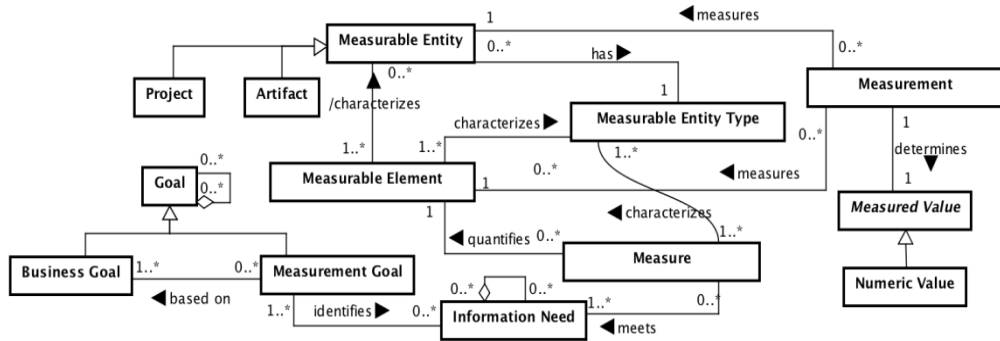 1
◀ measures
Measurable Entity
0..*
0..*
has ▶
0..*
Project
Artifact
/characterizes
1
Measurement
Measurable Entity Type
characterizes ▶
1
0..*
determines
▼
1..*
1..*
0..*
1..*
◀ measures
0..*
Goal
0..*
Measurable Element
1
1
Measured Value
1
◀ characterizes
◀ quantifies
0..*
1..*
Business Goal
1..*
0..*
Measurement Goal
Measure
Numeric Value
◀ based on
1..*
identifies ▶
0..*
0..*
0..*
Information Need
1..*
0..*
◀ meets